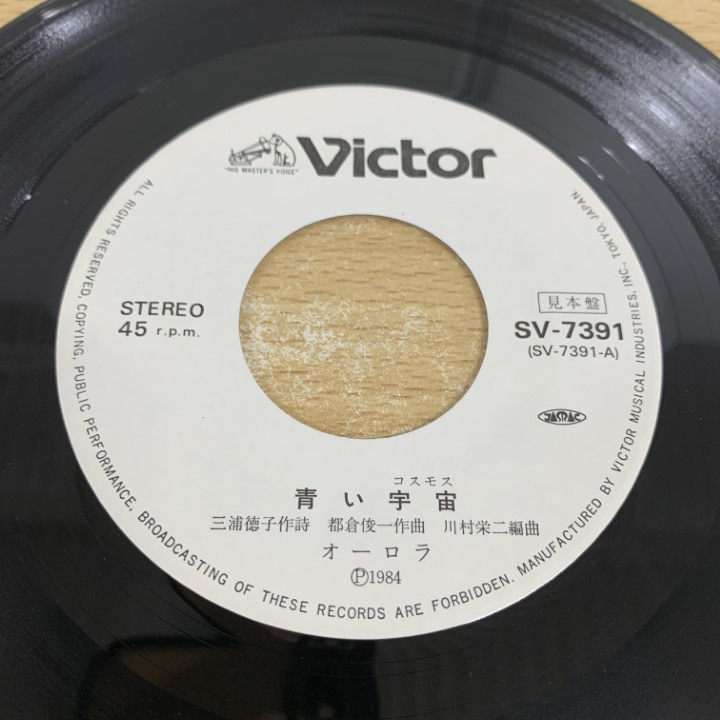 Victor
"HIS MASTER'S VOICE"
STEREO
45 r.p.m.
見本盤
SV-7391
(SV-7391-A)
JASRAC
コスモス
青い宇宙
三浦徳子作詩 都倉俊一作曲 川村栄二編曲
オーロラ
Ⓟ1984
ALL RIGHTS RESERVED, COPYING, PUBLIC PERFORMANCE, BROADCASTING OF THESE RECORDS ARE FORBIDDEN. MANUFACTURED BY VICTOR MUSICAL INDUSTRIES, INC., TOKYO, JAPAN.